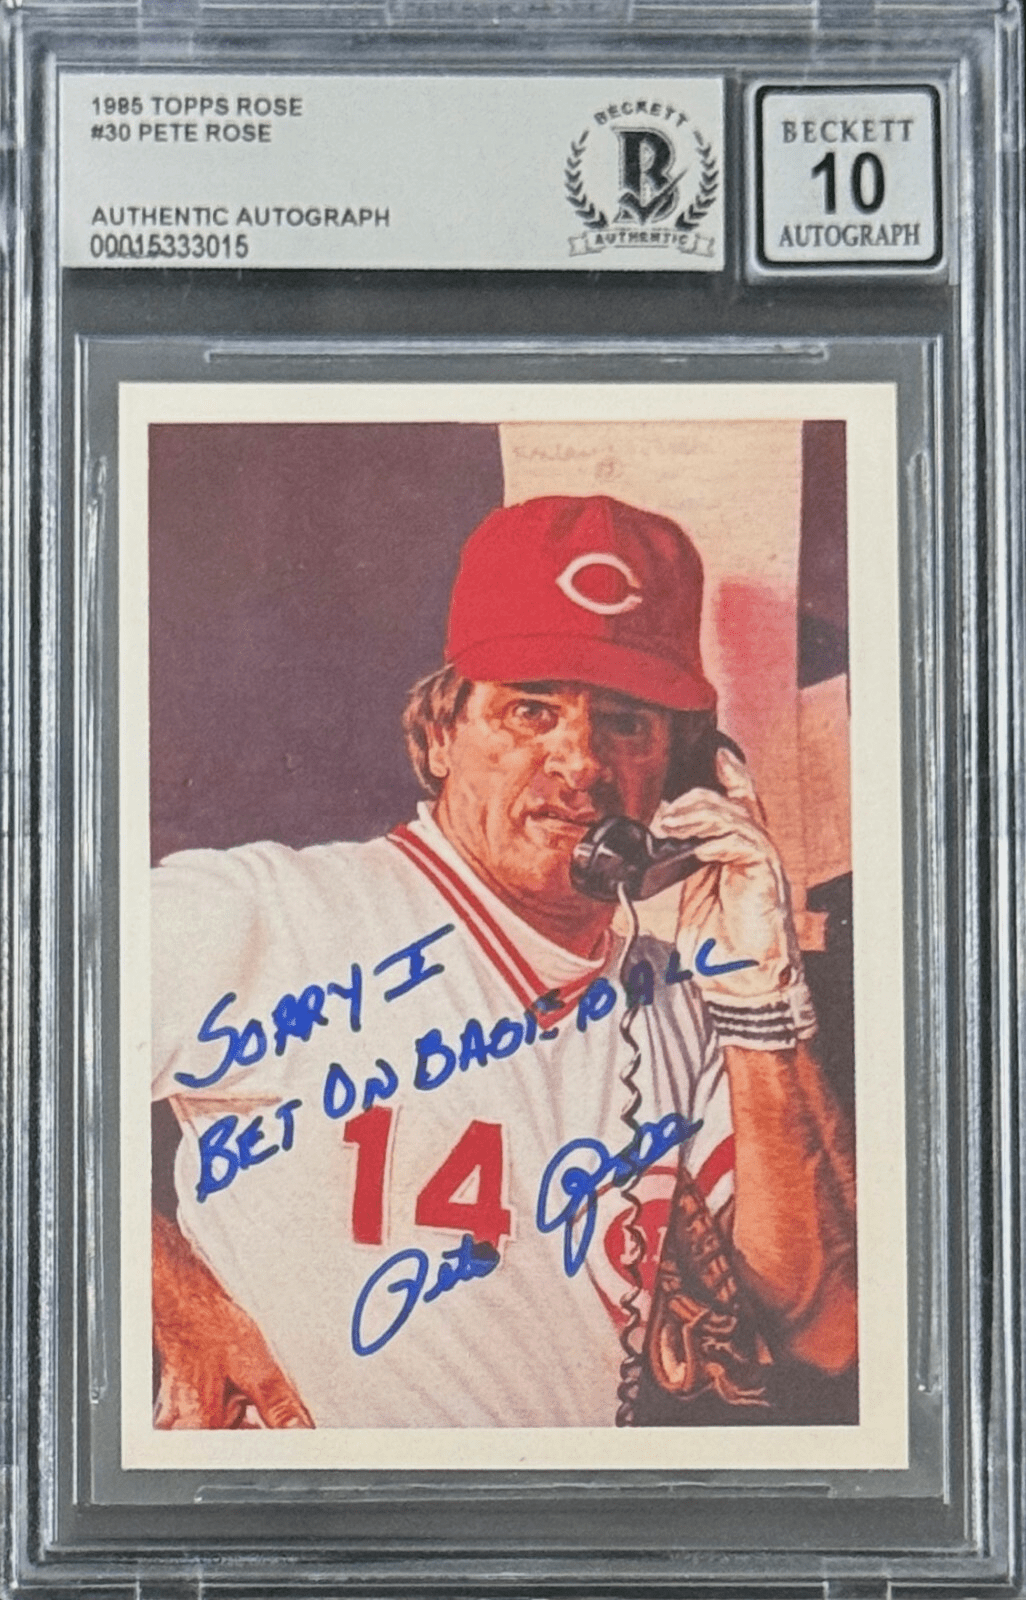 1985 TOPPS ROSE
#30 PETE ROSE
AUTHENTIC AUTOGRAPH
00015333015
BECKETT
B
AUTHENTIC
BECKETT
10
AUTOGRAPH
C
SORRY I
BET ON BASEBALL
14
Pete Rose